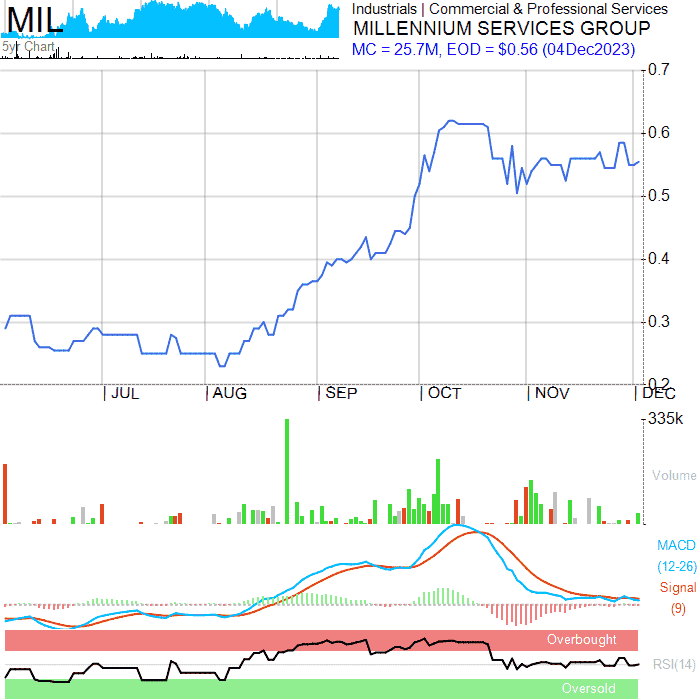 MIL
5yr Chart
Industrials | Commercial & Professional Services
MILLENNIUM SERVICES GROUP
MC = 25.7M, EOD = $0.56 (04Dec2023)
0.7
0.6
0.5
0.4
0.3
0.2
JUL
AUG
SEP
OCT
NOV
DEC
335k
Volume
MACD
(12-26)
Signal
(9)
Overbought
RSI(14)
Oversold